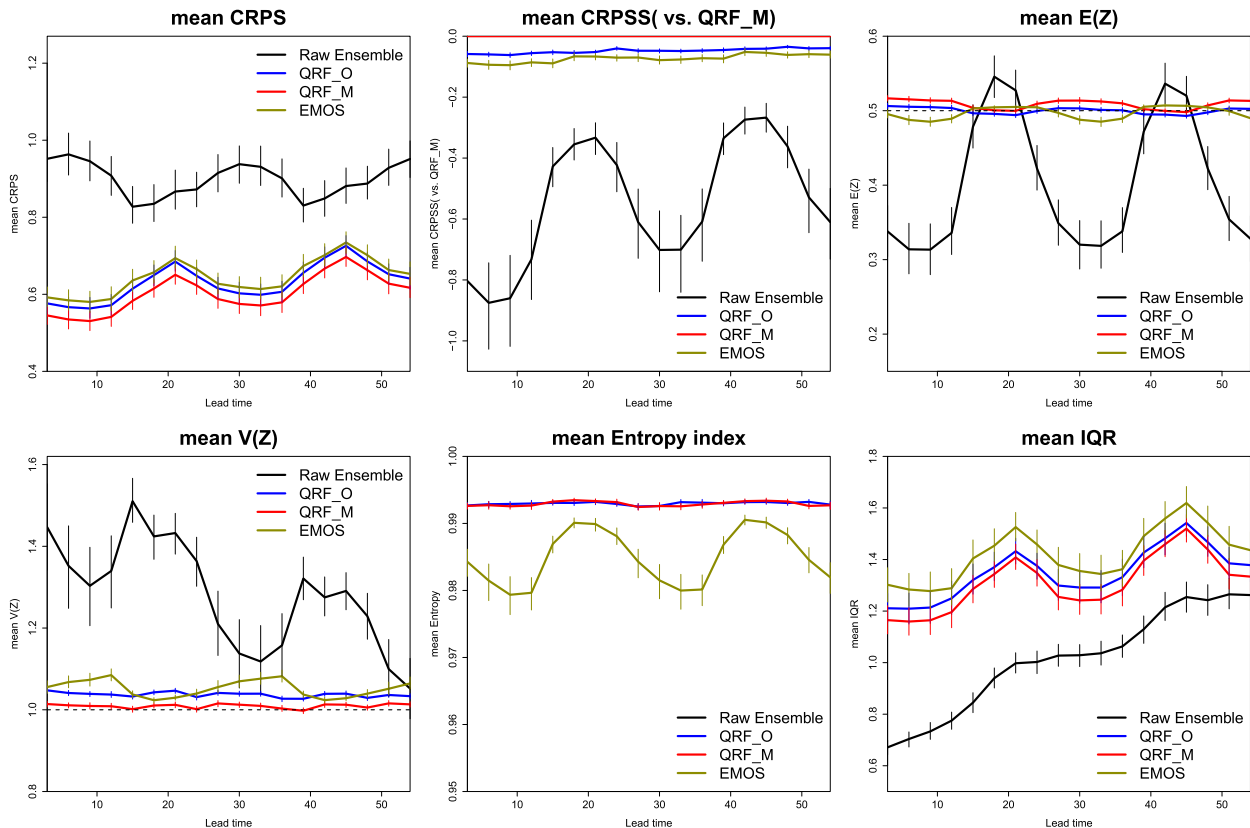 mean CRPS
mean CRPS
1.2
1.0
0.8
0.6
0.4
Raw Ensemble
QRF_O
QRF_M
EMOS
10 20 30 40 50
Lead time
mean CRPSS( vs. QRF_M)
mean CRPSS( vs. QRF_M)
0.0
−0.2
−0.4
−0.6
−0.8
−1.0
Raw Ensemble
QRF_O
QRF_M
EMOS
10 20 30 40 50
Lead time
mean E(Z)
mean E(Z)
0.6
0.5
0.4
0.3
0.2
Raw Ensemble
QRF_O
QRF_M
EMOS
10 20 30 40 50
Lead time
mean V(Z)
mean V(Z)
1.6
1.4
1.2
1.0
0.8
Raw Ensemble
QRF_O
QRF_M
EMOS
10 20 30 40 50
Lead time
mean Entropy index
mean Entropy
1.00
0.99
0.98
0.97
0.96
0.95
Raw Ensemble
QRF_O
QRF_M
EMOS
10 20 30 40 50
Lead time
mean IQR
mean IQR
1.8
1.6
1.4
1.2
1.0
0.8
0.6
Raw Ensemble
QRF_O
QRF_M
EMOS
10 20 30 40 50
Lead time